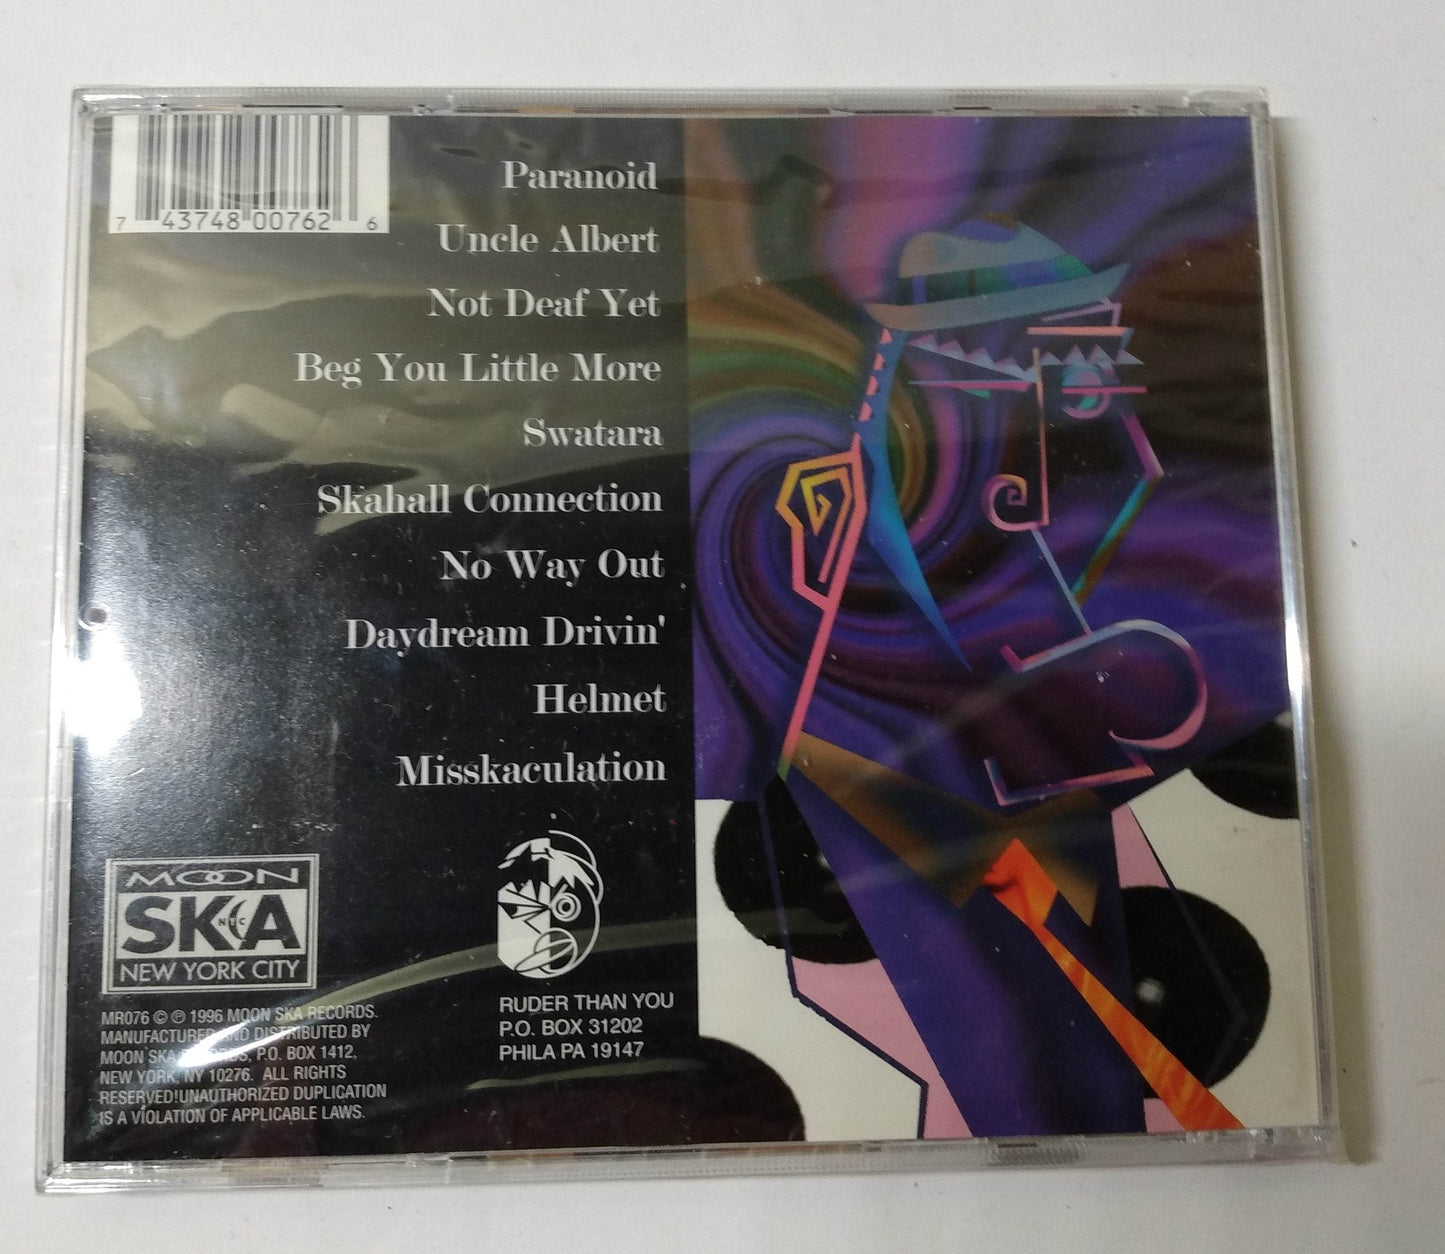 7 43748 00762 6
Paranoid
Uncle Albert
Not Deaf Yet
Beg You Little More
Swatara
Skahall Connection
No Way Out
Daydream Drivin'
Helmet
Misskaculation
MOON
SKA
NYC
NEW YORK CITY
MR076 © ℗ 1996 MOON SKA RECORDS.
MANUFACTURED AND DISTRIBUTED BY
MOON SKA RECORDS, P.O. BOX 1412,
NEW YORK, NY 10276. ALL RIGHTS
RESERVED!UNAUTHORIZED DUPLICATION
IS A VIOLATION OF APPLICABLE LAWS.
RUDER THAN YOU
P.O. BOX 31202
PHILA PA 19147